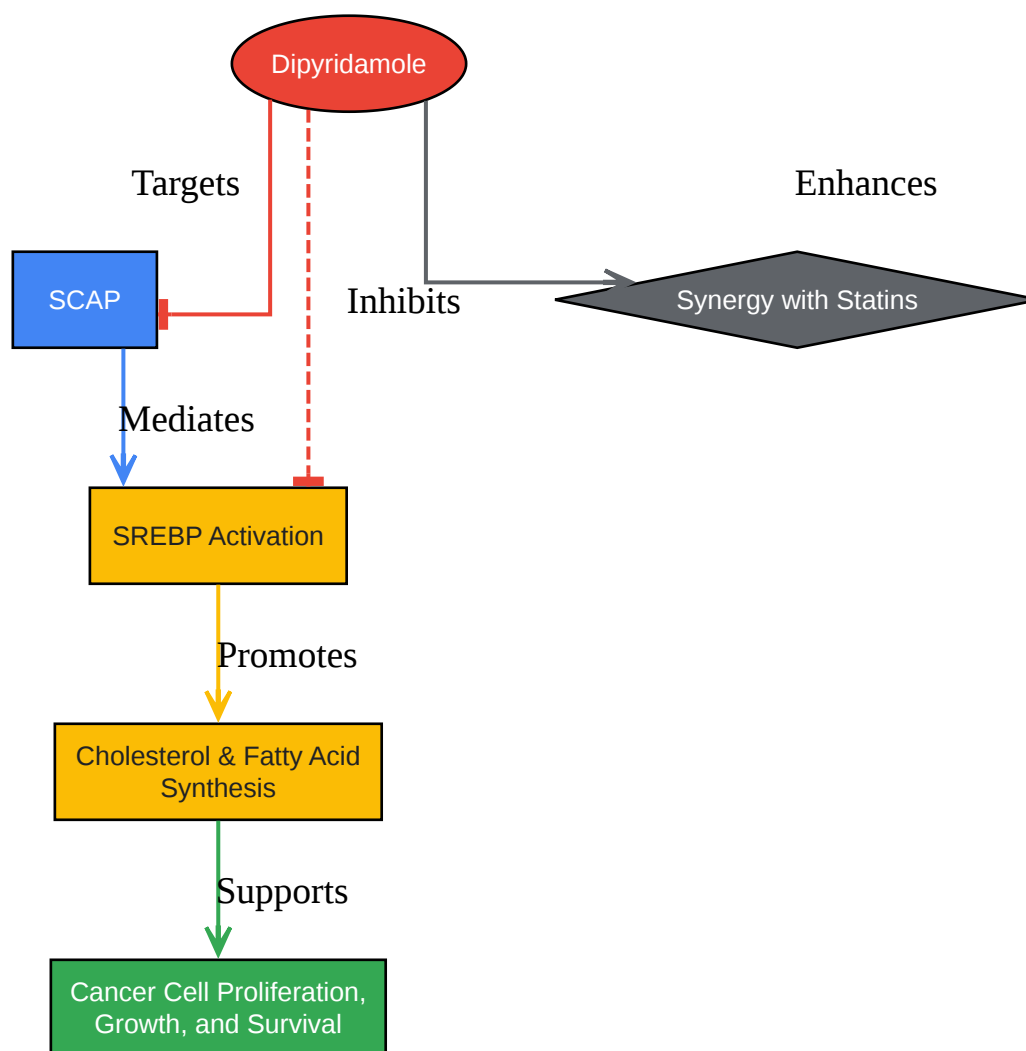 Dipyridamole
Targets
Enhances
SCAP
Inhibits
Synergy with Statins
Mediates
SREBP Activation
Promotes
Cholesterol & Fatty Acid
Synthesis
Supports
Cancer Cell Proliferation,
Growth, and Survival